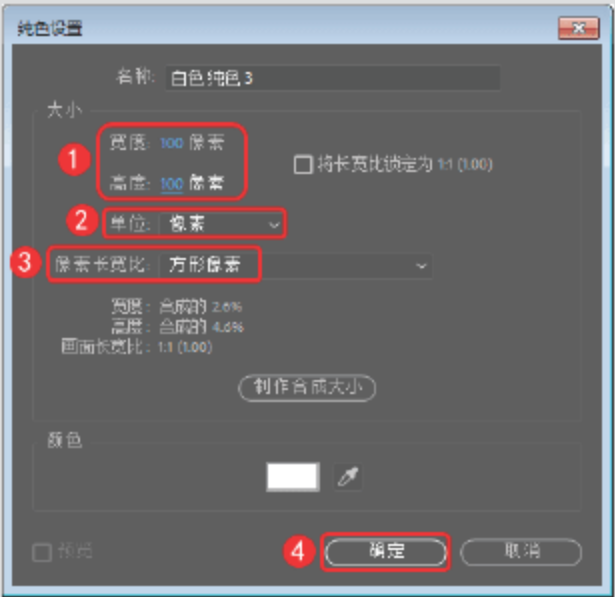 纯色设置
名称: 白色 纯色 3
大小
1
宽度: 100 像素
将长宽比锁定为 1:1 (1.00)
高度: 100 像素
2 单位: 像素
3 像素长宽比: 方形像素
宽度: 合成的 2.6%
高度: 合成的 4.6%
画面长宽比: 1:1 (1.00)
制作合成大小
颜色
预览
4 确定 取消